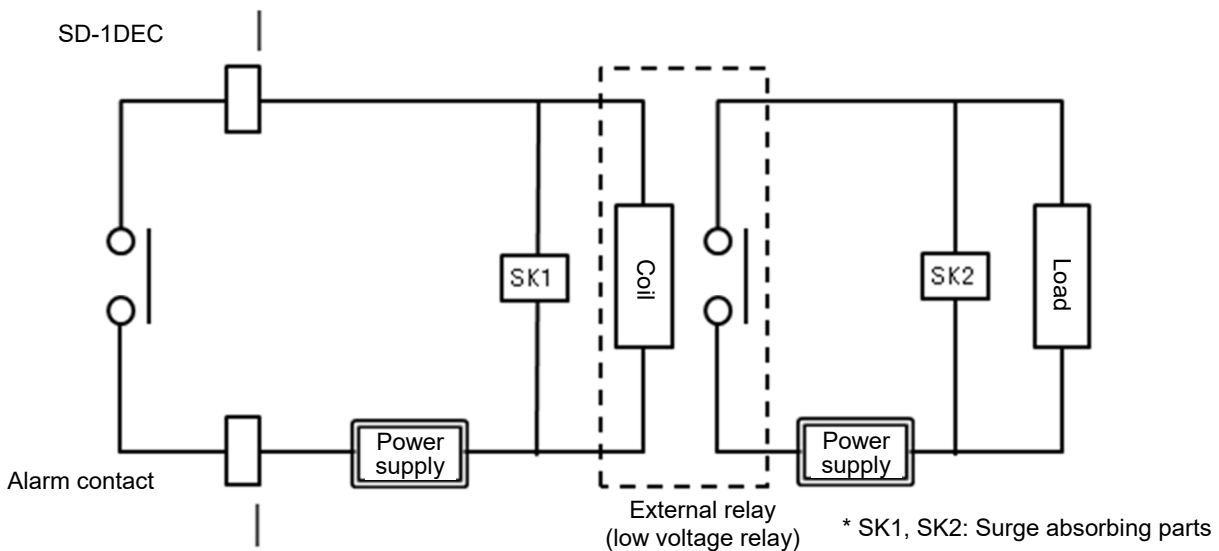 SD-1DEC
SK1
Coil
SK2
Load
Power
supply
Power
supply
Alarm contact
External relay
(low voltage relay)
* SK1, SK2: Surge absorbing parts